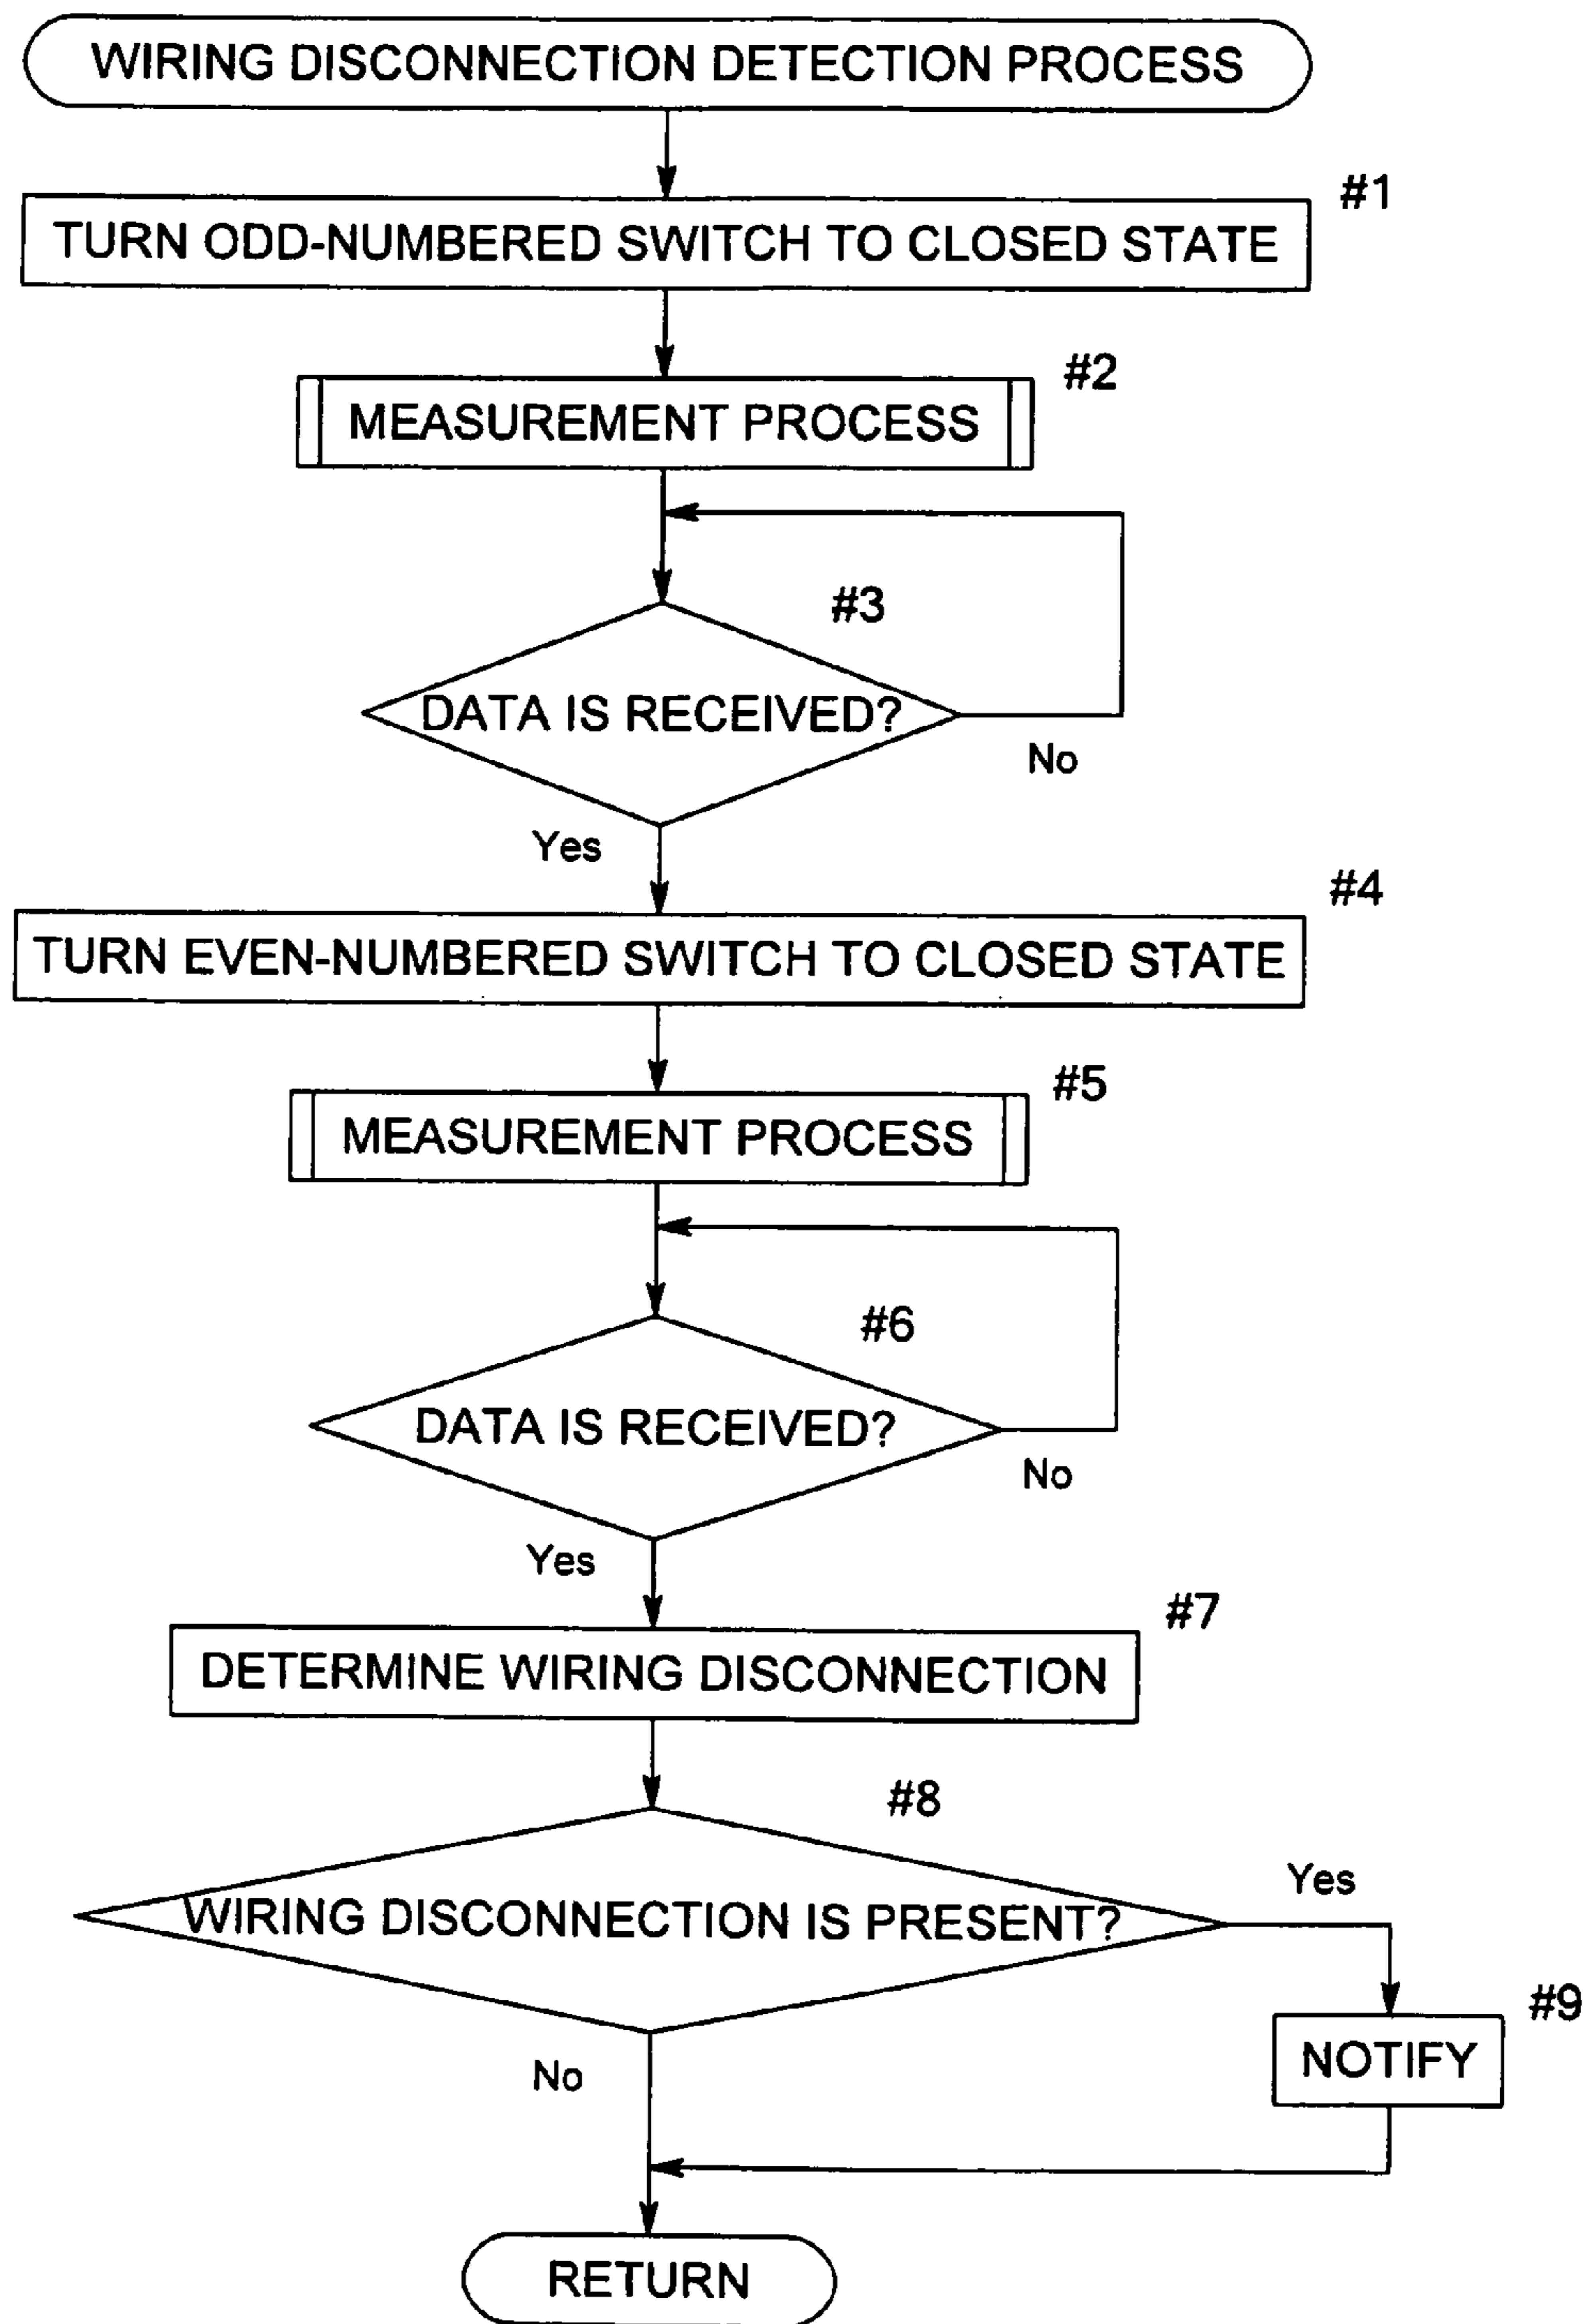 WIRING DISCONNECTION DETECTION PROCESS
#1
TURN ODD-NUMBERED SWITCH TO CLOSED STATE
#2
MEASUREMENT PROCESS
#3
DATA IS RECEIVED?
No
Yes
#4
TURN EVEN-NUMBERED SWITCH TO CLOSED STATE
#5
MEASUREMENT PROCESS
#6
DATA IS RECEIVED?
No
Yes
#7
DETERMINE WIRING DISCONNECTION
#8
Yes
WIRING DISCONNECTION IS PRESENT?
#9
NOTIFY
No
RETURN